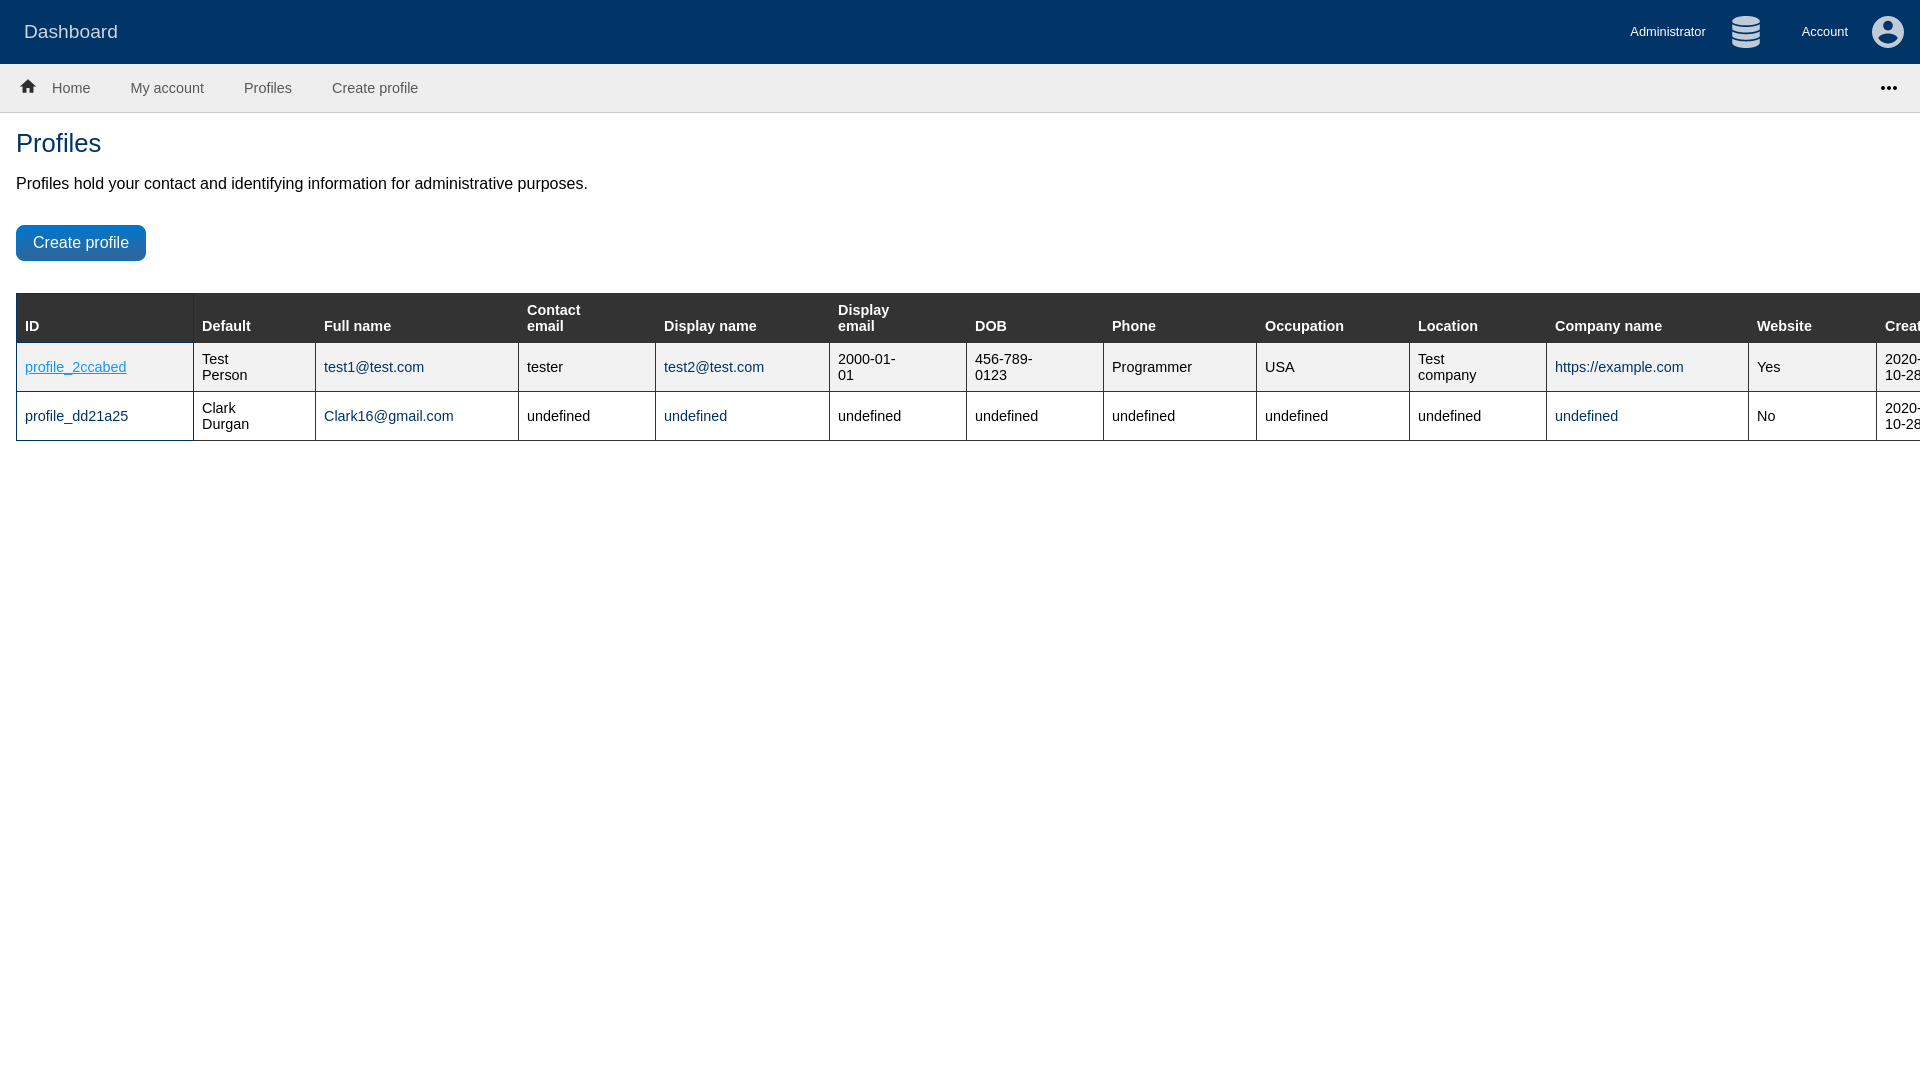 Dashboard
Administrator
Account
Home
My account
Profiles
Create profile
Profiles
Profiles hold your contact and identifying information for administrative purposes.
Create profile
ID
Default
Full name
Contact
email
Display name
Display
email
DOB
Phone
Occupation
Location
Company name
Website
Creat
profile_2ccabed
Test
Person
test1@test.com
tester
test2@test.com
2000-01-
01
456-789-
0123
Programmer
USA
Test
company
https://example.com
Yes
2020-
10-28
profile_dd21a25
Clark
Durgan
Clark16@gmail.com
undefined
undefined
undefined
undefined
undefined
undefined
undefined
undefined
No
2020-
10-28